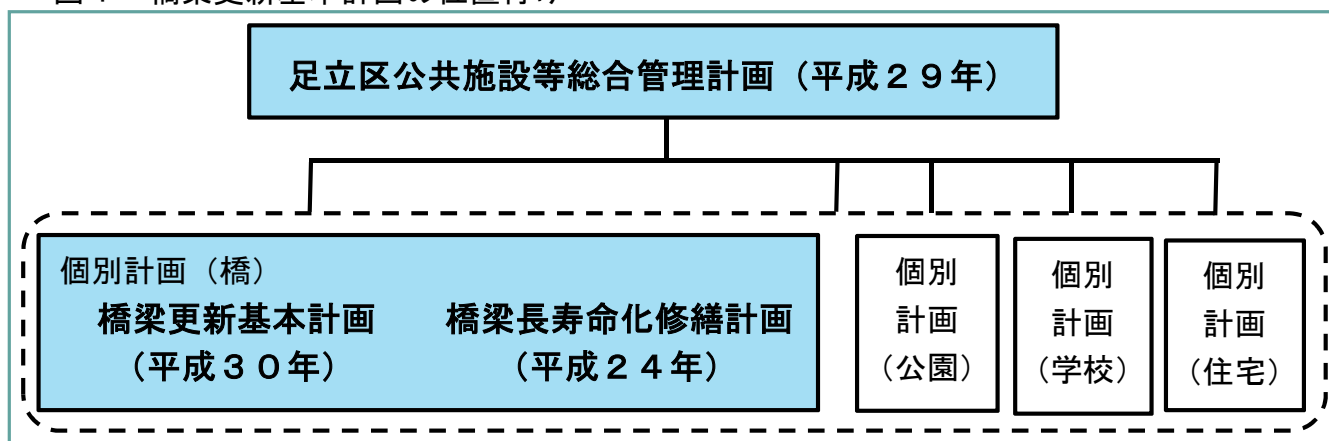 足立区公共施設等総合管理計画（平成２９年）
個別計画（橋）
橋梁更新基本計画
（平成３０年）
橋梁長寿命化修繕計画
（平成２４年）
個別
計画
（公園）
個別
計画
（学校）
個別
計画
（住宅）